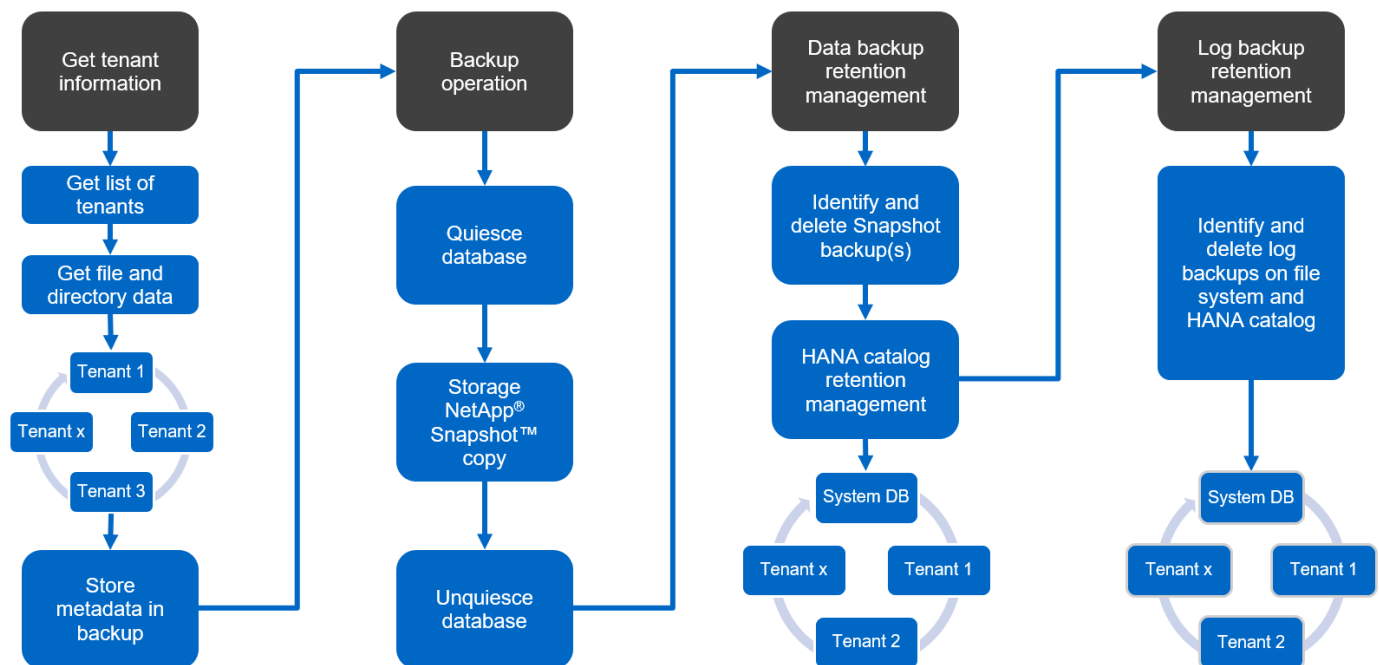 Get tenant
information
Get list of
tenants
Get file and
directory data
Tenant 1
Tenant x
Tenant 2
Tenant 3
Store
metadata in
backup
Backup
operation
Quiesce
database
Storage
NetApp®
Snapshot™
copy
Unquiesce
database
Data backup
retention
management
Identify and
delete Snapshot
backup(s)
HANA catalog
retention
management
System DB
Tenant x
Tenant 1
Tenant 2
Log backup
retention
management
Identify and
delete log
backups on file
system and
HANA catalog
System DB
Tenant x
Tenant 1
Tenant 2